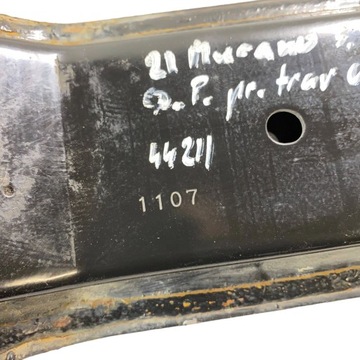 21 Murano
Q.P. pr. trav
44211
1107